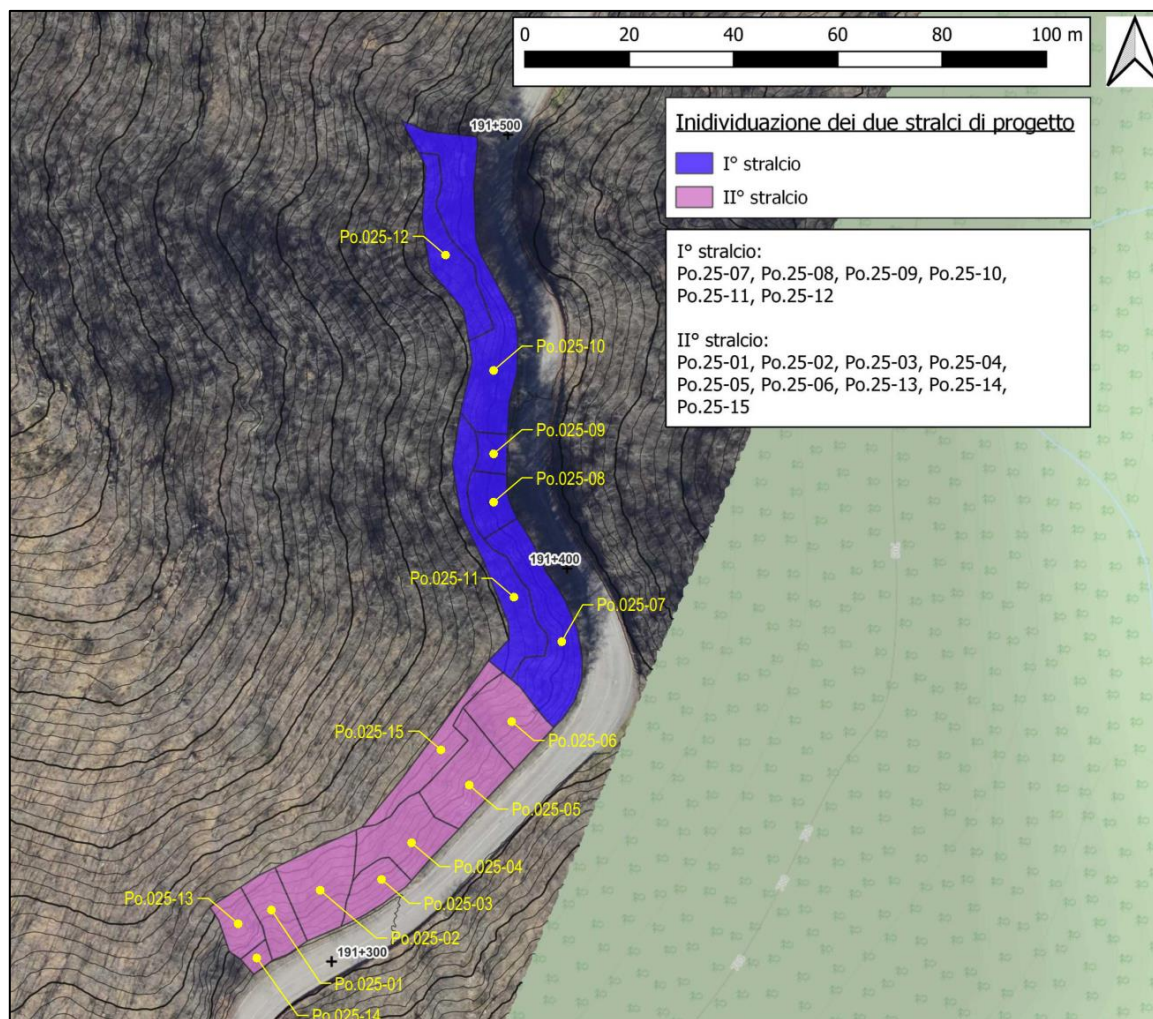 0 20 40 60 80 100 m
Inidividuazione dei due stralci di progetto
I° stralcio
II° stralcio
I° stralcio:
Po.25-07, Po.25-08, Po.25-09, Po.25-10,
Po.25-11, Po.25-12
II° stralcio:
Po.25-01, Po.25-02, Po.25-03, Po.25-04,
Po.25-05, Po.25-06, Po.25-13, Po.25-14,
Po.25-15
191+500
Po.025-12
Po.025-10
Po.025-09
Po.025-08
191+400
Po.025-11
Po.025-07
Po.025-15
Po.025-06
Po.025-05
Po.025-04
Po.025-13
Po.025-03
Po.025-02
191+300
Po.025-01
Po.025-14